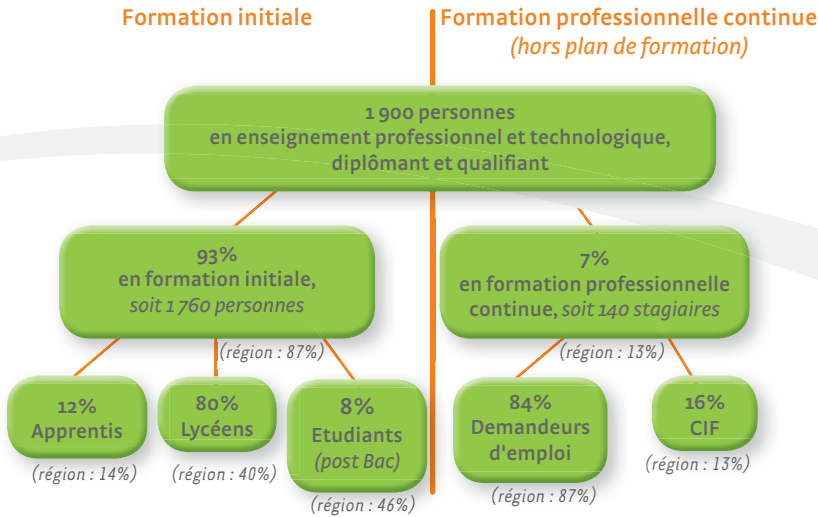 Formation initiale
Formation professionnelle continue
(hors plan de formation)
1 900 personnes
en enseignement professionnel et technologique,
diplômant et qualifiant
93%
en formation initiale,
soit 1 760 personnes
7%
en formation professionnelle
continue, soit 140 stagiaires
(région : 87%)
(région : 13%)
12%
Apprentis
80%
Lycéens
8%
Etudiants
(post Bac)
84%
Demandeurs
d'emploi
16%
CIF
(région : 14%)
(région : 40%)
(région : 46%)
(région : 87%)
(région : 13%)